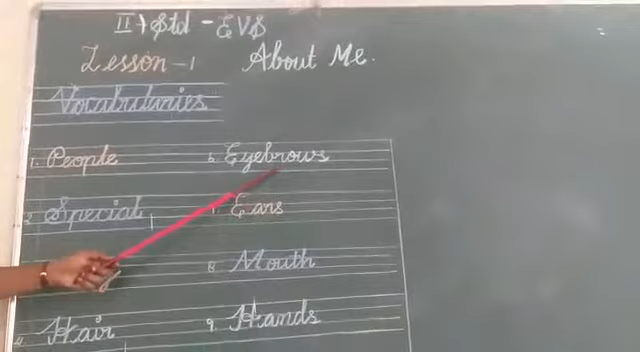 II Std - EVS
Lesson - 1 About Me.
Vocabularies
1. People
6. Eyebrows
2. Special
7. Ears
8. Mouth
4. Hair
9. Hands